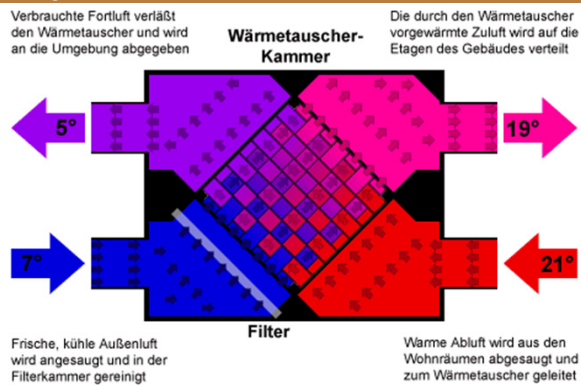 Verbrauchte Fortluft verläßt
den Wärmetauscher und wird
an die Umgebung abgegeben
Wärmetauscher-
Kammer
Die durch den Wärmetauscher
vorgewärmte Zuluft wird auf die
Etagen des Gebäudes verteilt
5°
19°
7°
21°
Filter
Frische, kühle Außenluft
wird angesaugt und in der
Filterkammer gereinigt
Warme Abluft wird aus den
Wohnräumen abgesaugt und
zum Wärmetauscher geleitet